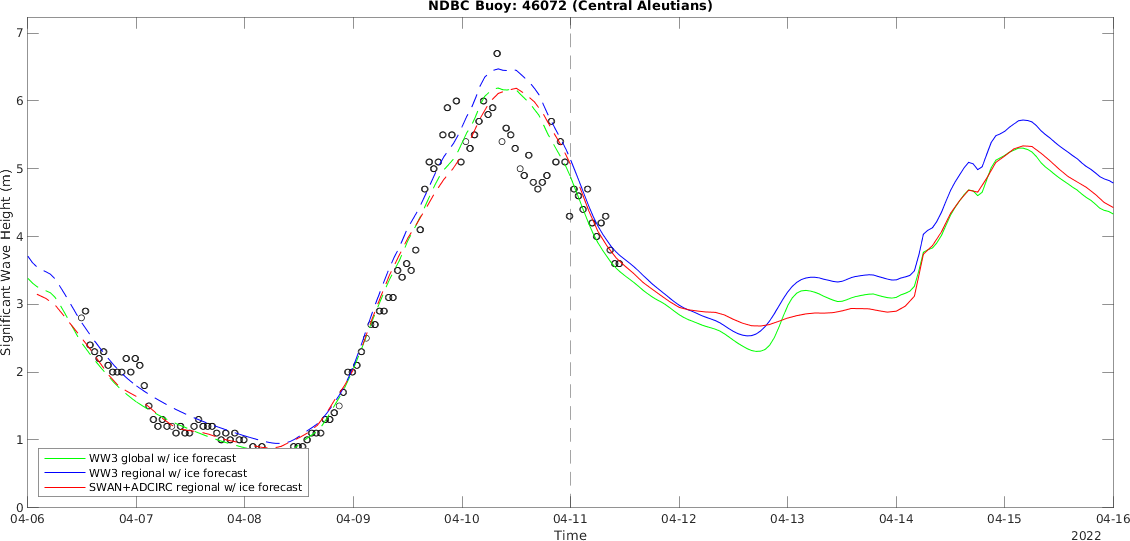 NDBC Buoy: 46072 (Central Aleutians)
Significant Wave Height (m)
7
6
5
4
3
2
1
0
WW3 global w/ ice forecast
WW3 regional w/ ice forecast
SWAN+ADCIRC regional w/ ice forecast
04-06 04-07 04-08 04-09 04-10 04-11 04-12 04-13 04-14 04-15 04-16
Time
2022